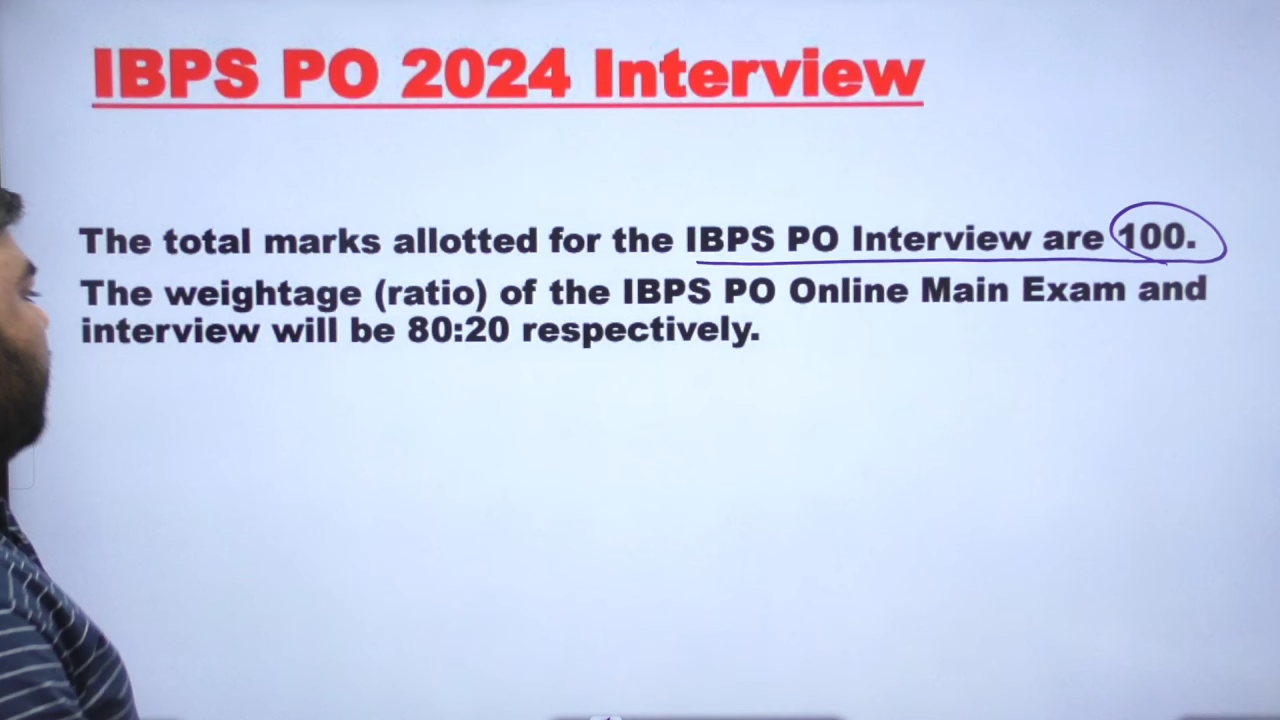 IBPS PO 2024 Interview
The total marks allotted for the IBPS PO Interview are 100.
The weightage (ratio) of the IBPS PO Online Main Exam and
interview will be 80:20 respectively.